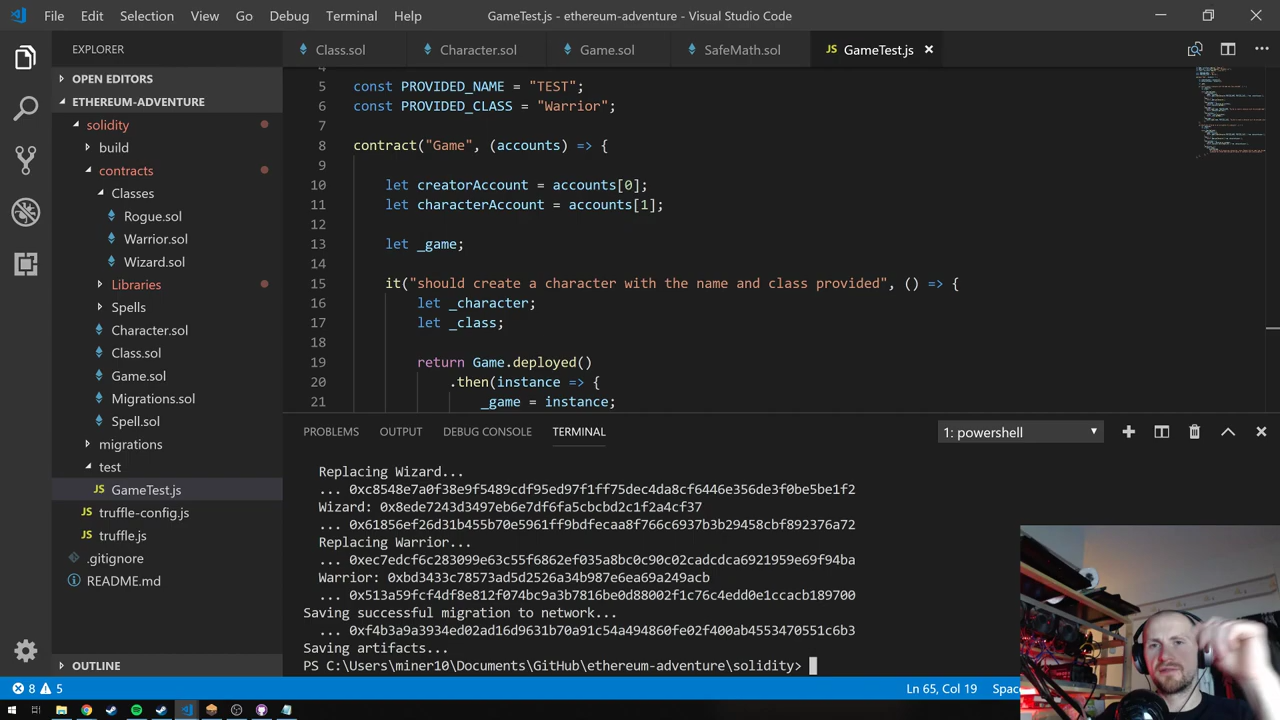 File Edit Selection View Go Debug Terminal Help GameTest.js - ethereum-adventure - Visual Studio Code
EXPLORER
OPEN EDITORS
ETHEREUM-ADVENTURE
solidity
build
contracts
Classes
Rogue.sol
Warrior.sol
Wizard.sol
Libraries
Spells
Character.sol
Class.sol
Game.sol
Migrations.sol
Spell.sol
migrations
test
JS GameTest.js
JS truffle-config.js
JS truffle.js
.gitignore
README.md
OUTLINE
Class.sol Character.sol Game.sol SafeMath.sol JS GameTest.js
4
5 const PROVIDED_NAME = "TEST";
6 const PROVIDED_CLASS = "Warrior";
7
8 contract("Game", (accounts) => {
9
10 let creatorAccount = accounts[0];
11 let characterAccount = accounts[1];
12
13 let _game;
14
15 it("should create a character with the name and class provided", () => {
16 let _character;
17 let _class;
18
19 return Game.deployed()
20 .then(instance => {
21 _game = instance;
PROBLEMS OUTPUT DEBUG CONSOLE TERMINAL 1: powershell
Replacing Wizard...
... 0xc8548e7a0f38e9f5489cdf95ed97f1ff75dec4da8cf6446e356de3f0be5be1f2
Wizard: 0x8ede7243d3497eb6e7df6fa5cbcbd2c1f2a4cf37
... 0x61856ef26d31b455b70e5961ff9bdfecaa8f766c6937b3b29458cbf892376a72
Replacing Warrior...
... 0xec7edcf6c283099e63c55f6862ef035a8bc0c90c02cadcdca6921959e69f94ba
Warrior: 0xbd3433c78573ad5d2526a34b987e6ea69a249acb
... 0x513a59fcf4df8e812f074bc9a3b7816be0d88002f1c76c4edd0e1ccacb189700
Saving successful migration to network...
... 0xf4b3a9a3934ed02ad16d9631b70a91c54a494860fe02f400ab4553470551c6b3
Saving artifacts...
PS C:\Users\miner10\Documents\GitHub\ethereum-adventure\solidity>
8 5 Ln 65, Col 19